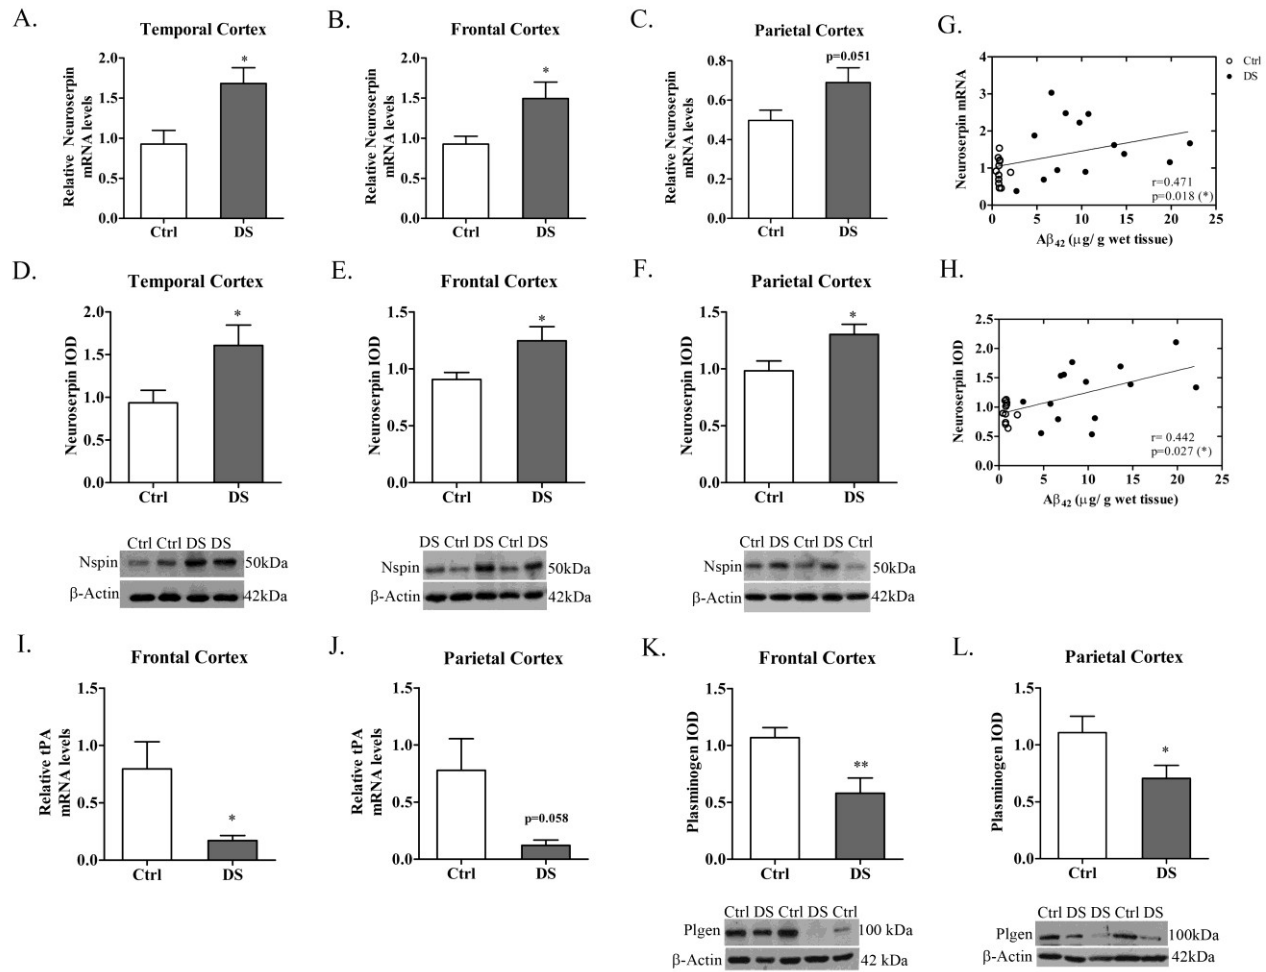 A.
Temporal Cortex
Relative Neuroserpin
mRNA levels
2.0
1.5
1.0
0.5
0.0
*
Ctrl DS
B.
Frontal Cortex
Relative Neuroserpin
mRNA levels
2.0
1.5
1.0
0.5
0.0
*
Ctrl DS
C.
Parietal Cortex
Relative Neuroserpin
mRNA levels
0.8
0.6
0.4
0.2
0.0
p=0.051
Ctrl DS
G.
Neuroserpin mRNA
4
3
2
1
0
Ctrl
DS
r=0.471
p=0.018 (*)
0 5 10 15 20 25
Aβ42 (μg/ g wet tissue)
D.
Temporal Cortex
Neuroserpin IOD
2.0
1.5
1.0
0.5
0.0
*
Ctrl DS
Ctrl Ctrl DS DS
Nspin 50kDa
β-Actin 42kDa
E.
Frontal Cortex
Neuroserpin IOD
1.5
1.0
0.5
0.0
*
Ctrl DS
DS Ctrl DS Ctrl DS
Nspin 50kDa
β-Actin 42kDa
F.
Parietal Cortex
Neuroserpin IOD
1.5
1.0
0.5
0.0
*
Ctrl DS
Ctrl DS Ctrl DS Ctrl
Nspin 50kDa
β-Actin 42kDa
H.
Neuroserpin IOD
2.5
2.0
1.5
1.0
0.5
0.0
r= 0.442
p=0.027 (*)
5 10 15 20 25
Aβ42 (μg/ g wet tissue)
I.
Frontal Cortex
Relative tPA
mRNA levels
1.5
1.0
0.5
0.0
*
Ctrl DS
J.
Parietal Cortex
Relative tPA
mRNA levels
1.5
1.0
0.5
0.0
p=0.058
Ctrl DS
K.
Frontal Cortex
Plasminogen IOD
1.5
1.0
0.5
0.0
**
Ctrl DS
Ctrl DS Ctrl DS Ctrl
Plgen 100 kDa
β-Actin 42 kDa
L.
Parietal Cortex
Plasminogen IOD
1.5
1.0
0.5
0.0
*
Ctrl DS
Ctrl DS DS Ctrl DS
Plgen 100kDa
β-Actin 42kDa